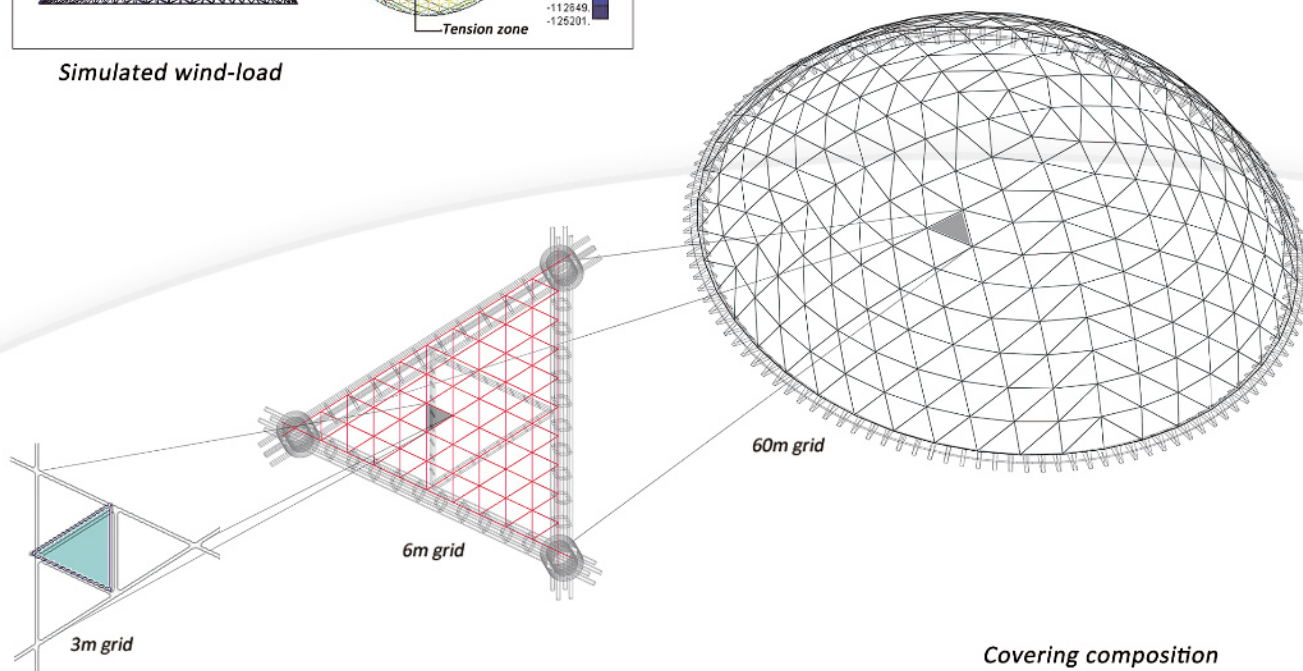 -112649.
-125201.
Tension zone
Simulated wind-load
60m grid
6m grid
3m grid
Covering composition